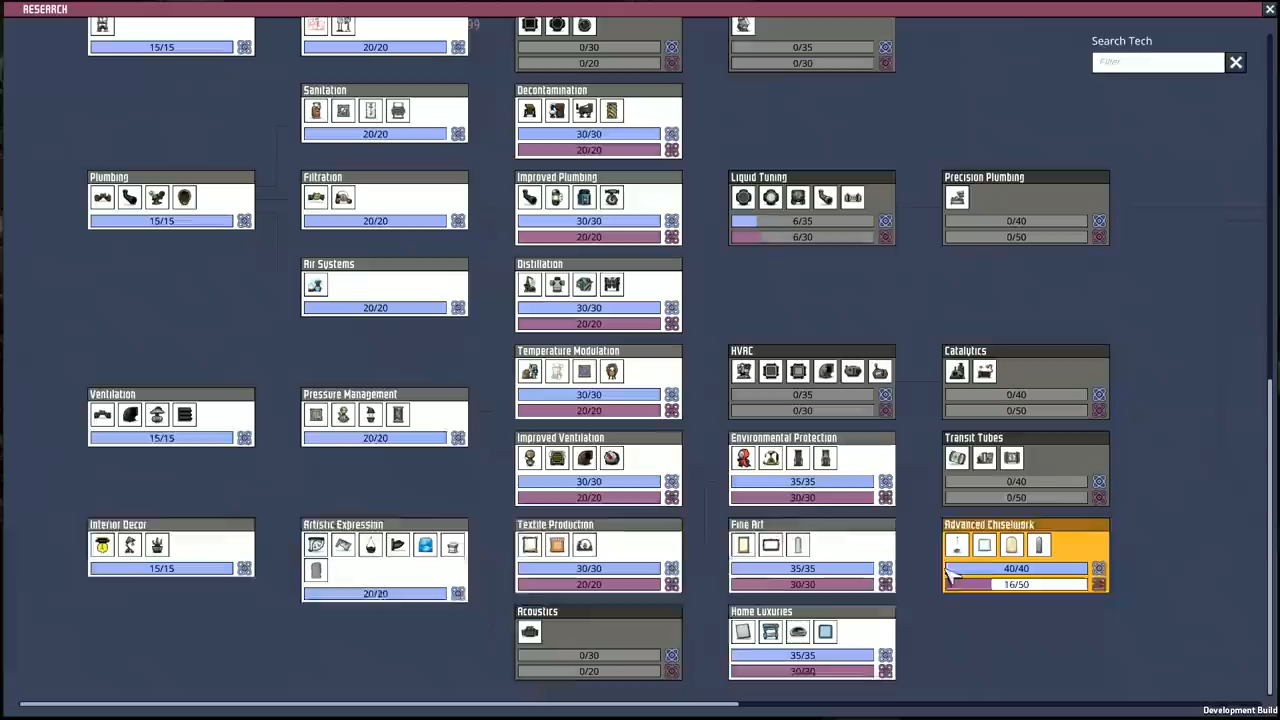 RESEARCH
Search Tech
Filter
15/15
20/20
0/30
0/20
0/35
0/30
Sanitation
20/20
Decontamination
30/30
20/20
Plumbing
15/15
Filtration
20/20
Improved Plumbing
30/30
20/20
Liquid Tuning
6/35
6/30
Precision Plumbing
0/40
0/50
Air Systems
20/20
Distillation
30/30
20/20
Temperature Modulation
30/30
20/20
HVAC
0/35
0/30
Catalytics
0/40
0/50
Ventilation
15/15
Pressure Management
20/20
Improved Ventilation
30/30
20/20
Environmental Protection
35/35
30/30
Transit Tubes
0/40
0/50
Interior Decor
15/15
Artistic Expression
20/20
Textile Production
30/30
20/20
Fine Art
35/35
30/30
Advanced Chiselwork
40/40
16/50
Acoustics
0/30
0/20
Home Luxuries
35/35
30/30
Development Build